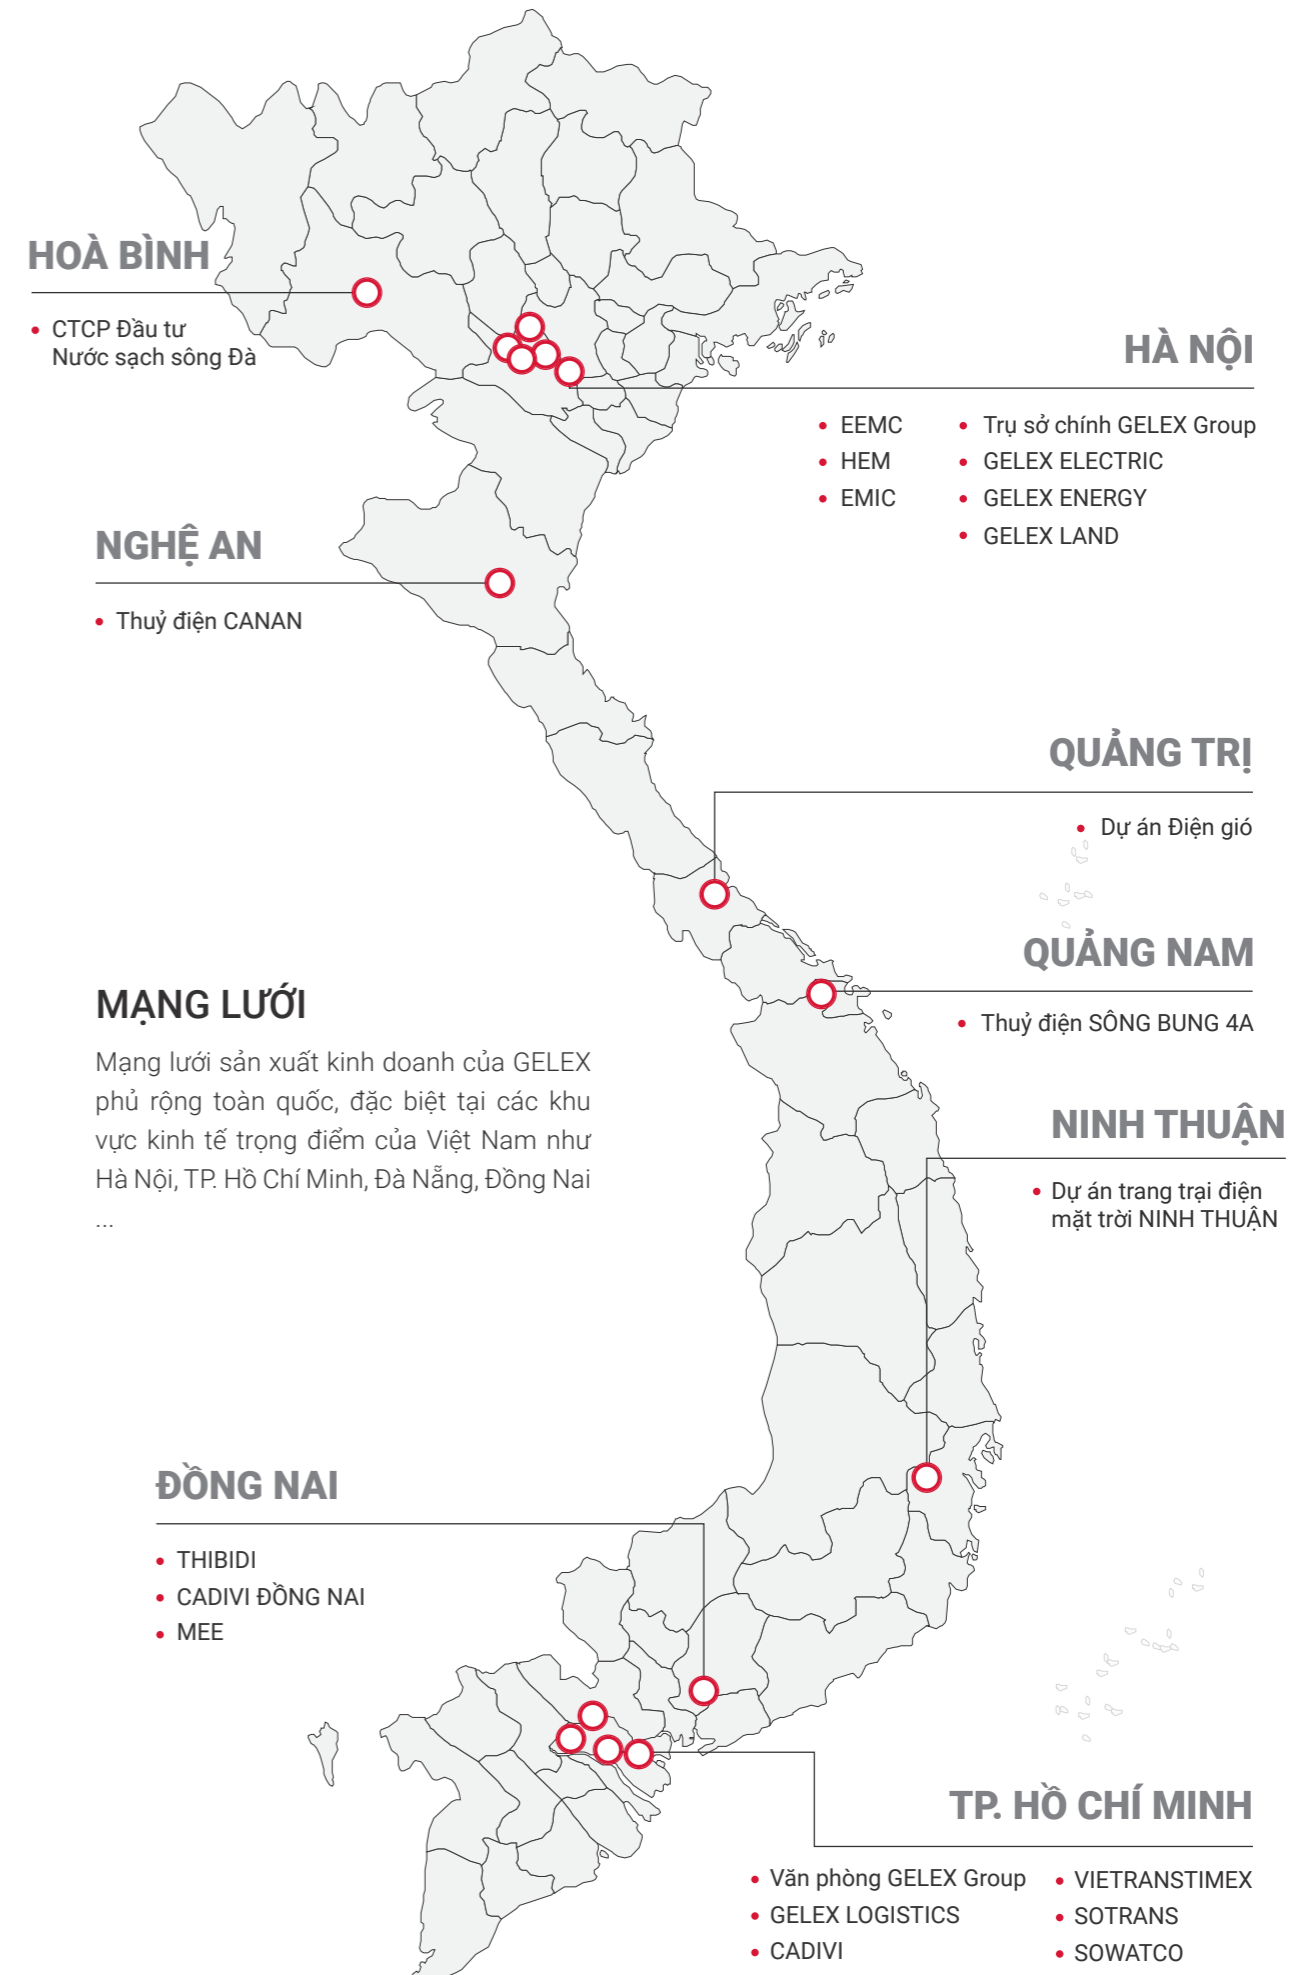 HOÀ BÌNH
• CTCP Đầu tư
Nước sạch sông Đà
HÀ NỘI
• EEMC
• HEM
• EMIC
• Trụ sở chính GELEX Group
• GELEX ELECTRIC
• GELEX ENERGY
• GELEX LAND
NGHỆ AN
• Thuỷ điện CANAN
QUẢNG TRỊ
• Dự án Điện gió
QUẢNG NAM
• Thuỷ điện SÔNG BUNG 4A
MẠNG LƯỚI
Mạng lưới sản xuất kinh doanh của GELEX
phủ rộng toàn quốc, đặc biệt tại các khu
vực kinh tế trọng điểm của Việt Nam như
Hà Nội, TP. Hồ Chí Minh, Đà Nẵng, Đồng Nai
...
NINH THUẬN
• Dự án trang trại điện
mặt trời NINH THUẬN
ĐỒNG NAI
• THIBIDI
• CADIVI ĐỒNG NAI
• MEE
TP. HỒ CHÍ MINH
• Văn phòng GELEX Group
• GELEX LOGISTICS
• CADIVI
• VIETRANSTIMEX
• SOTRANS
• SOWATCO